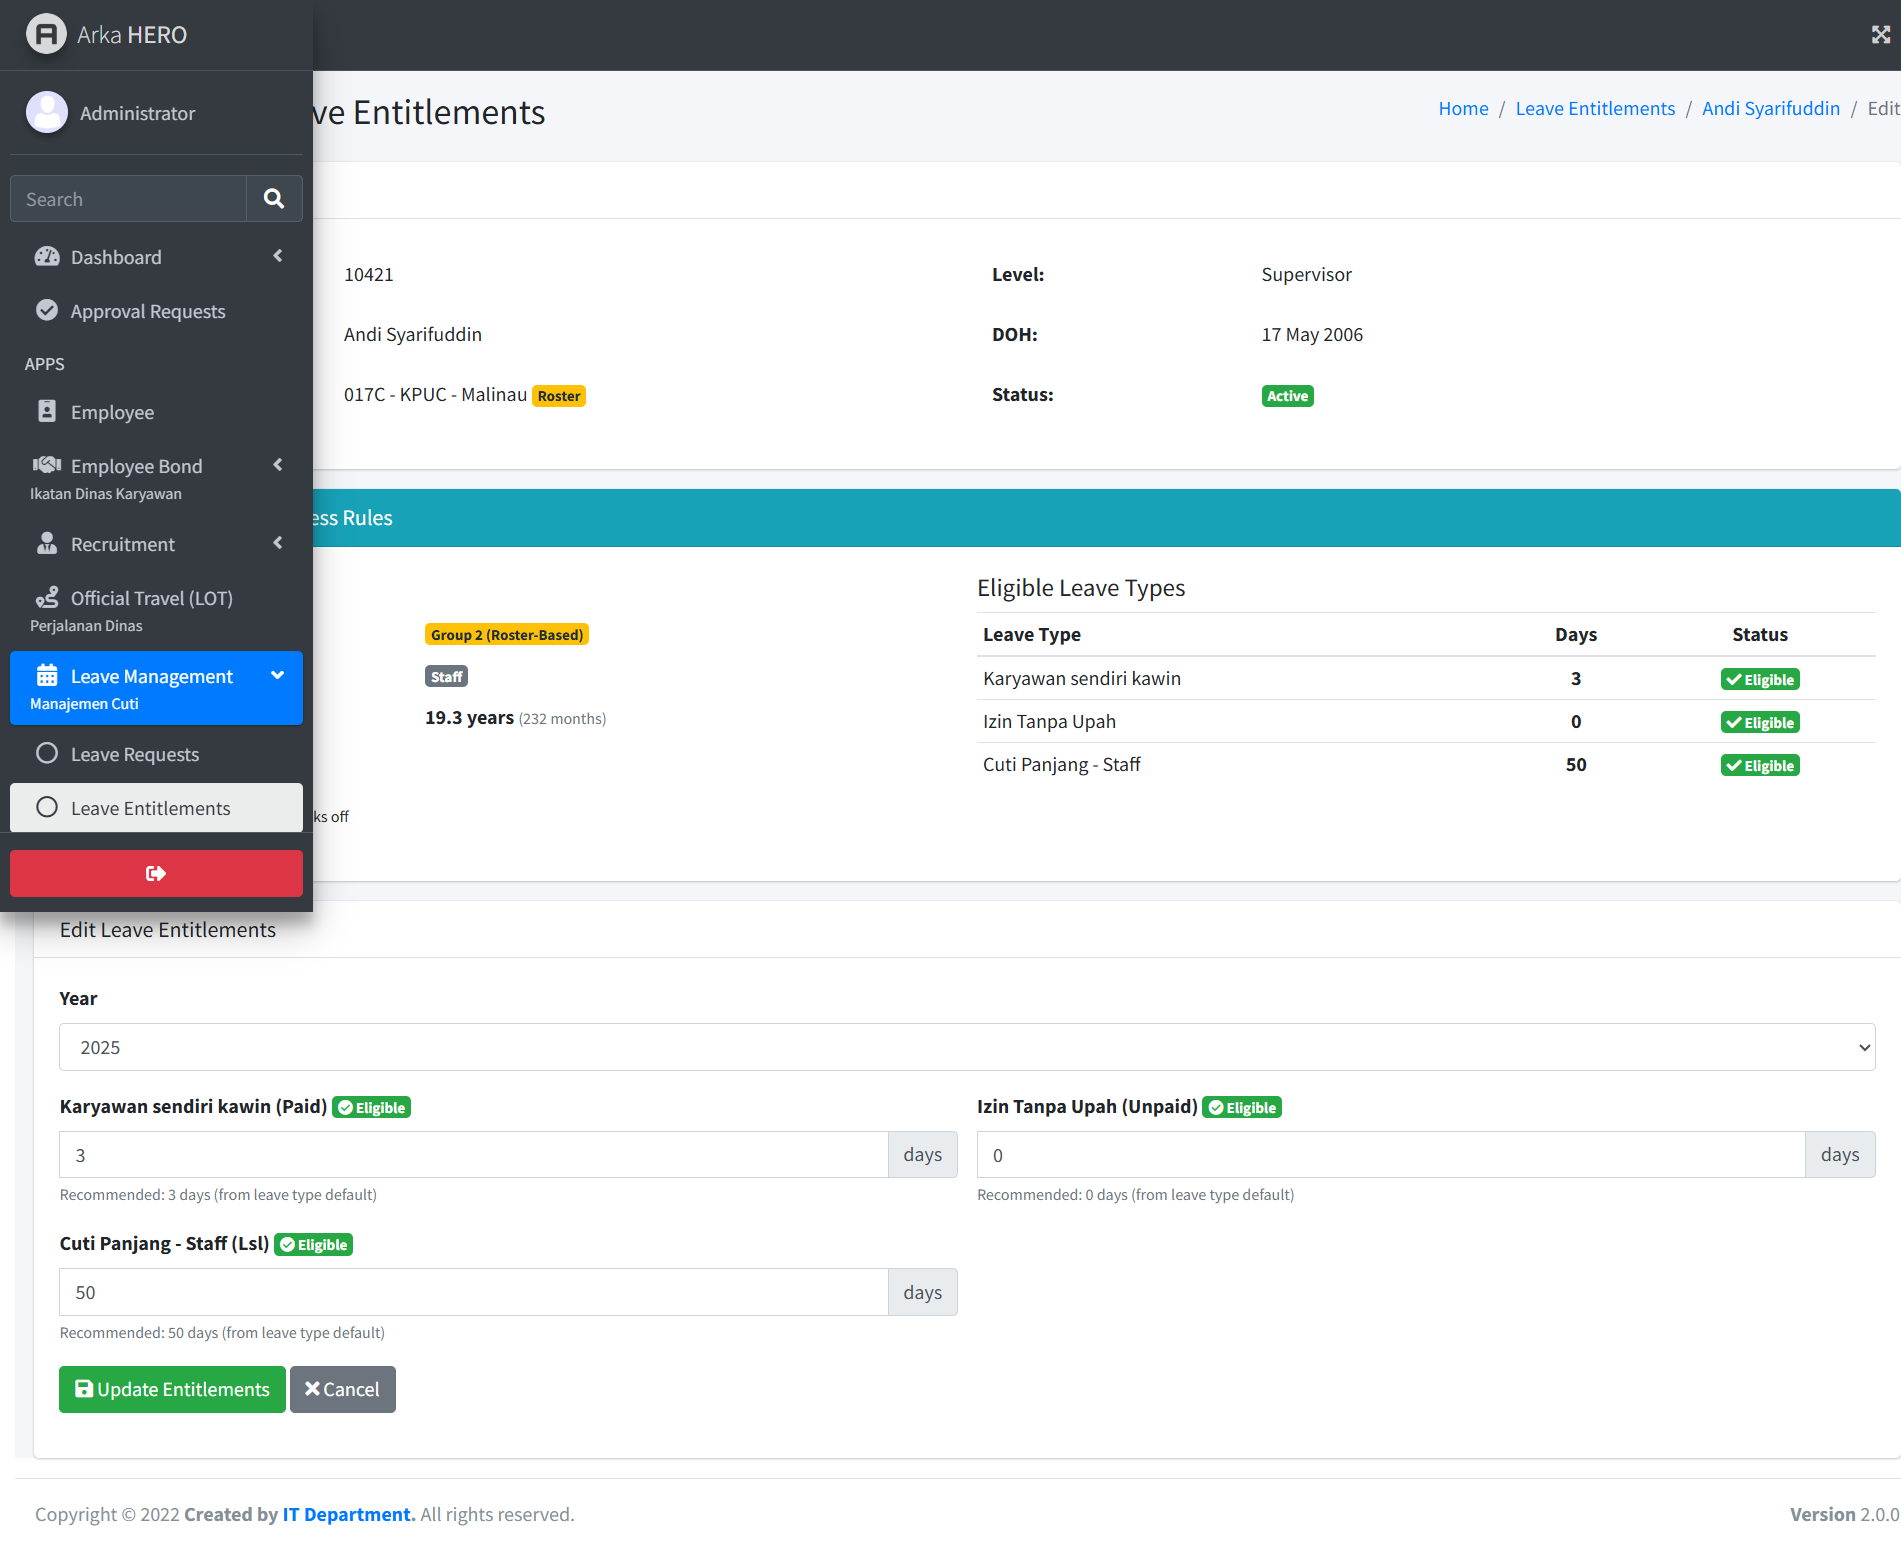 Arka HERO
Administrator
Search
Dashboard
Approval Requests
APPS
Employee
Employee Bond
Ikatan Dinas Karyawan
Recruitment
Official Travel (LOT)
Perjalanan Dinas
Leave Management
Manajemen Cuti
Leave Requests
Leave Entitlements
ve Entitlements
Home / Leave Entitlements / Andi Syarifuddin / Edit
10421
Level: Supervisor
Andi Syarifuddin
DOH: 17 May 2006
017C - KPUC - Malinau Roster
Status: Active
ess Rules
Group 2 (Roster-Based)
Staff
19.3 years (232 months)
ks off
Eligible Leave Types
Leave Type Days Status
Karyawan sendiri kawin 3 Eligible
Izin Tanpa Upah 0 Eligible
Cuti Panjang - Staff 50 Eligible
Edit Leave Entitlements
Year
2025
Karyawan sendiri kawin (Paid) Eligible
3 days
Recommended: 3 days (from leave type default)
Izin Tanpa Upah (Unpaid) Eligible
0 days
Recommended: 0 days (from leave type default)
Cuti Panjang - Staff (Lsl) Eligible
50 days
Recommended: 50 days (from leave type default)
Update Entitlements Cancel
Copyright © 2022 Created by IT Department. All rights reserved.
Version 2.0.0